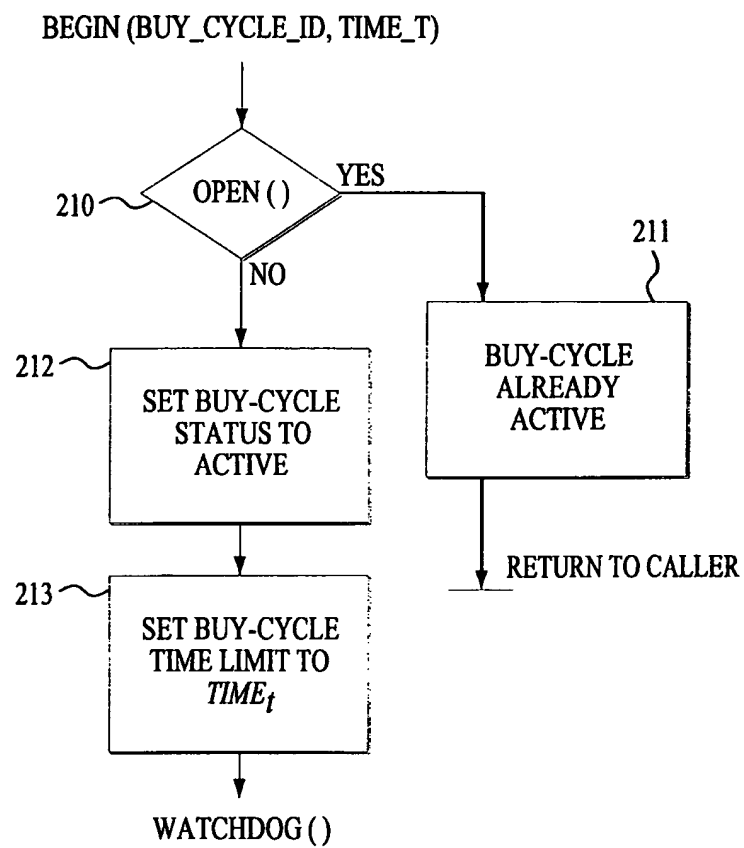 BEGIN (BUY_CYCLE_ID, TIME_T)
OPEN ( )
YES
210
NO
211
BUY-CYCLE
ALREADY
ACTIVE
212
SET BUY-CYCLE
STATUS TO
ACTIVE
RETURN TO CALLER
213
SET BUY-CYCLE
TIME LIMIT TO
TIMEt
WATCHDOG ( )